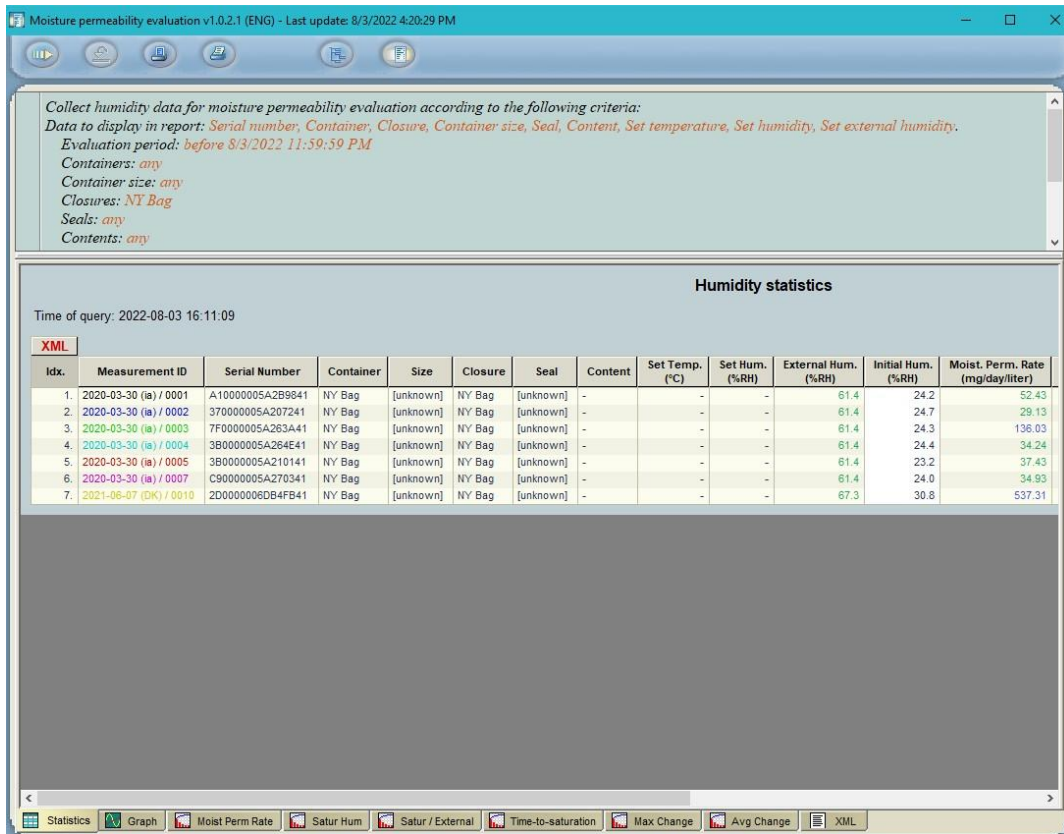 Moisture permeability evaluation v1.0.2.1 (ENG) - Last update: 8/3/2022 4:20:29 PM
Collect humidity data for moisture permeability evaluation according to the following criteria:
Data to display in report: Serial number, Container, Closure, Container size, Seal, Content, Set temperature, Set humidity, Set external humidity.
Evaluation period: before 8/3/2022 11:59:59 PM
Containers: any
Container size: any
Closures: NY Bag
Seals: any
Contents: any
Humidity statistics
Time of query: 2022-08-03 16:11:09
XML
Idx. Measurement ID Serial Number Container Size Closure Seal Content Set Temp. (°C) Set Hum. (%RH) External Hum. (%RH) Initial Hum. (%RH) Moist. Perm. Rate (mg/day/liter)
1. 2020-03-30 (ia) / 0001 A10000005A2B9841 NY Bag [unknown] NY Bag [unknown] - - - 61.4 24.2 52.43
2. 2020-03-30 (ia) / 0002 370000005A207241 NY Bag [unknown] NY Bag [unknown] - - - 61.4 24.7 29.13
3. 2020-03-30 (ia) / 0003 7F0000005A263A41 NY Bag [unknown] NY Bag [unknown] - - - 61.4 24.3 136.03
4. 2020-03-30 (ia) / 0004 3B0000005A264E41 NY Bag [unknown] NY Bag [unknown] - - - 61.4 24.4 34.24
5. 2020-03-30 (ia) / 0005 3B0000005A210141 NY Bag [unknown] NY Bag [unknown] - - - 61.4 23.2 37.43
6. 2020-03-30 (ia) / 0007 C90000005A270341 NY Bag [unknown] NY Bag [unknown] - - - 61.4 24.0 34.93
7. 2021-06-07 (DK) / 0010 2D0000006DB4FB41 NY Bag [unknown] NY Bag [unknown] - - - 67.3 30.8 537.31
Statistics Graph Moist Perm Rate Satur Hum Satur / External Time-to-saturation Max Change Avg Change XML